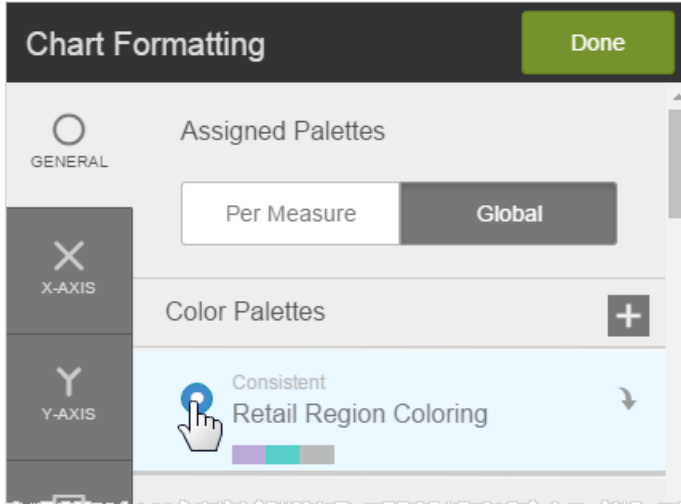 Chart Formatting
Done
GENERAL
Assigned Palettes
Per Measure
Global
X-AXIS
Color Palettes
Y-AXIS
Consistent
Retail Region Coloring